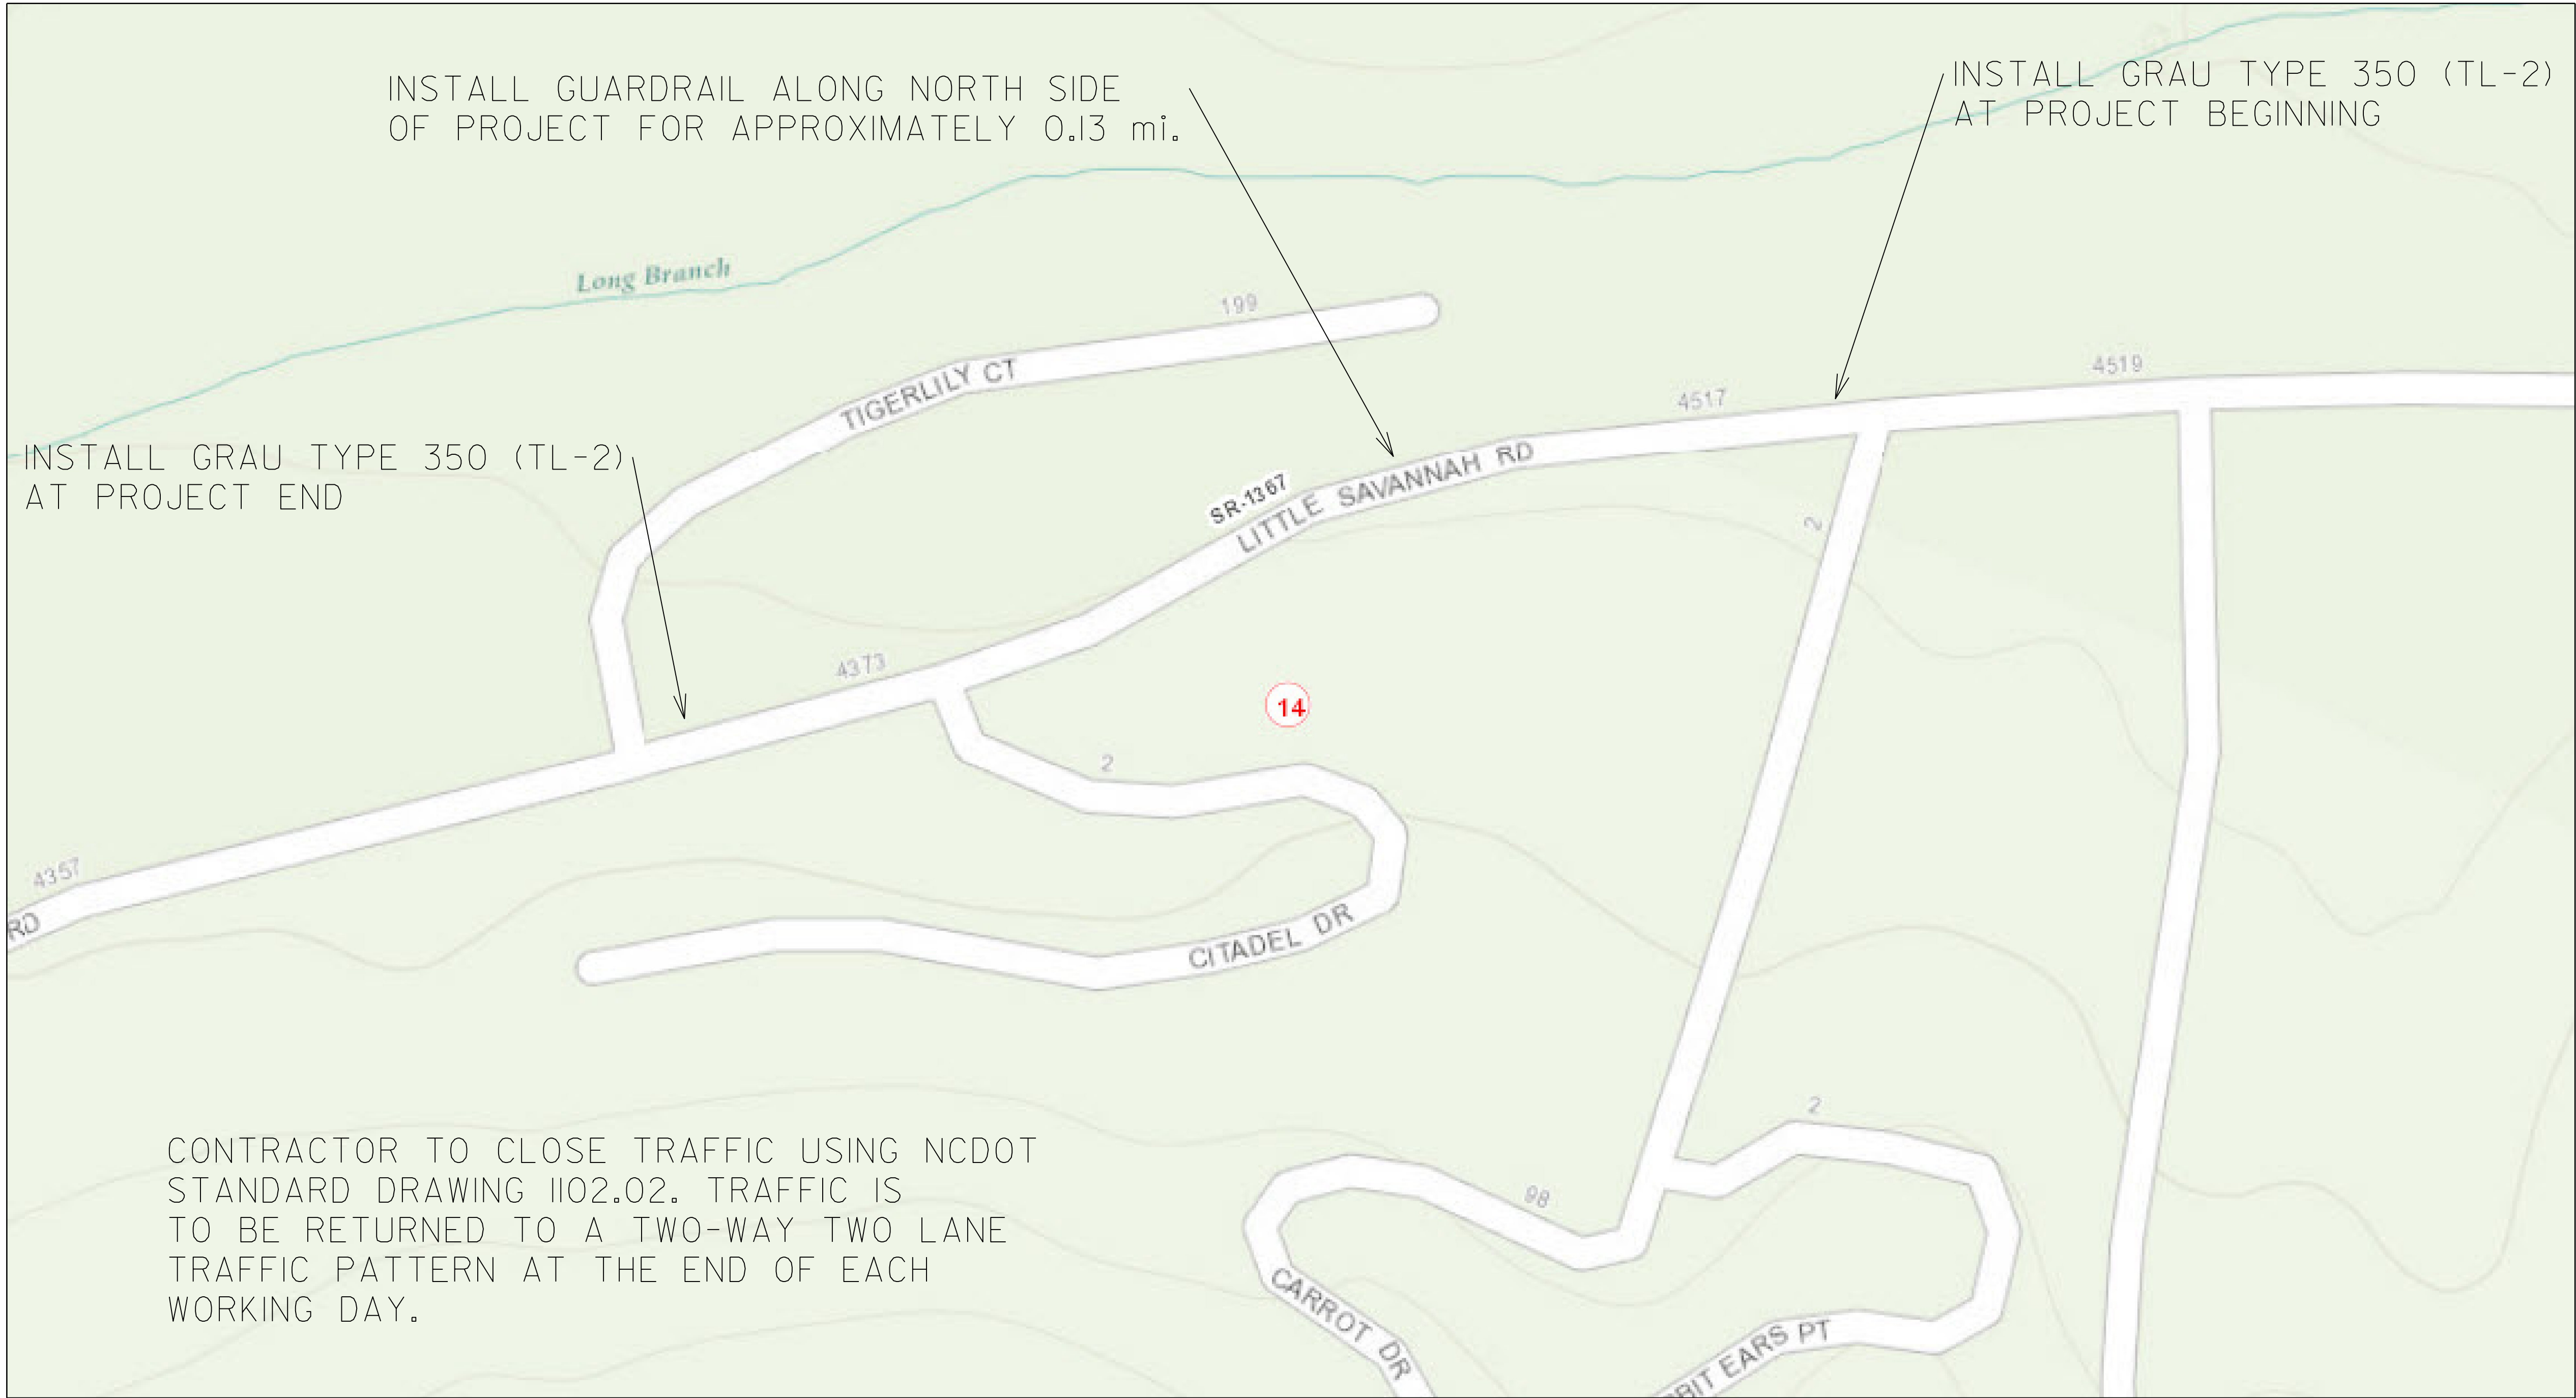 INSTALL GUARDRAIL ALONG NORTH SIDE
OF PROJECT FOR APPROXIMATELY 0.13 mi.
INSTALL GRAU TYPE 350 (TL-2)
AT PROJECT BEGINNING
Long Branch
199
TIGERLILY CT
4519
4517
INSTALL GRAU TYPE 350 (TL-2)
AT PROJECT END
SR-1367
LITTLE SAVANNAH RD
2
4373
14
2
4357
RD
CITADEL DR
2
98
CONTRACTOR TO CLOSE TRAFFIC USING NCDOT
STANDARD DRAWING 1102.02. TRAFFIC IS
TO BE RETURNED TO A TWO-WAY TWO LANE
TRAFFIC PATTERN AT THE END OF EACH
WORKING DAY.
CARROT DR
BIT EARS PT